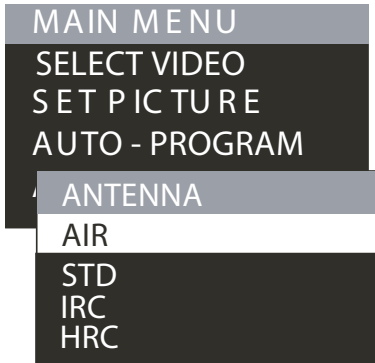 MAIN MENU
SELECT VIDEO
SET PICTURE
AUTO - PROGRAM
ANTENNA
AIR
STD
IRC
HRC